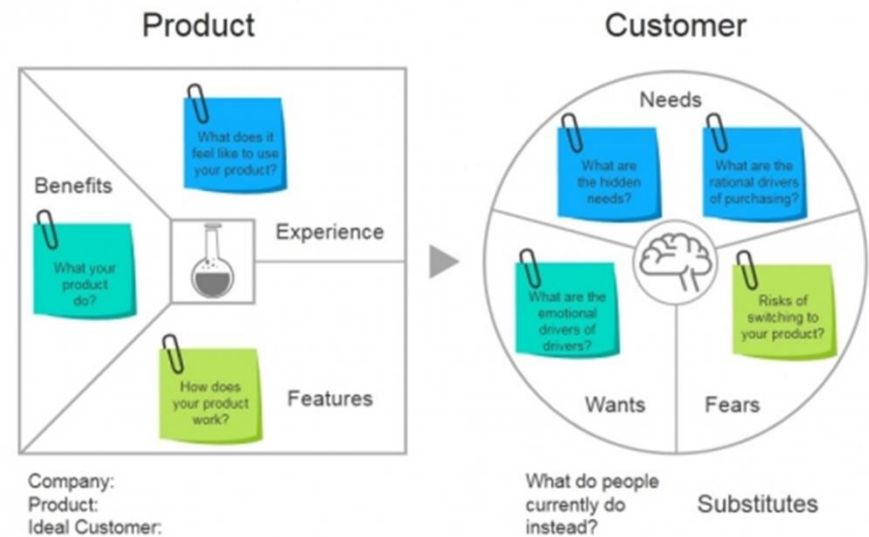 Product
Customer
Benefits
What does it
feel like to use
your product?
Experience
What your
product
do?
How does
your product
work?
Features
Company:
Product:
Ideal Customer:
Needs
What are
the hidden
needs?
What are the
rational drivers
of purchasing?
What are the
emotional
drivers of
drivers?
Wants
Risks of
switching to
your product?
Fears
What do people
currently do
instead?
Substitutes